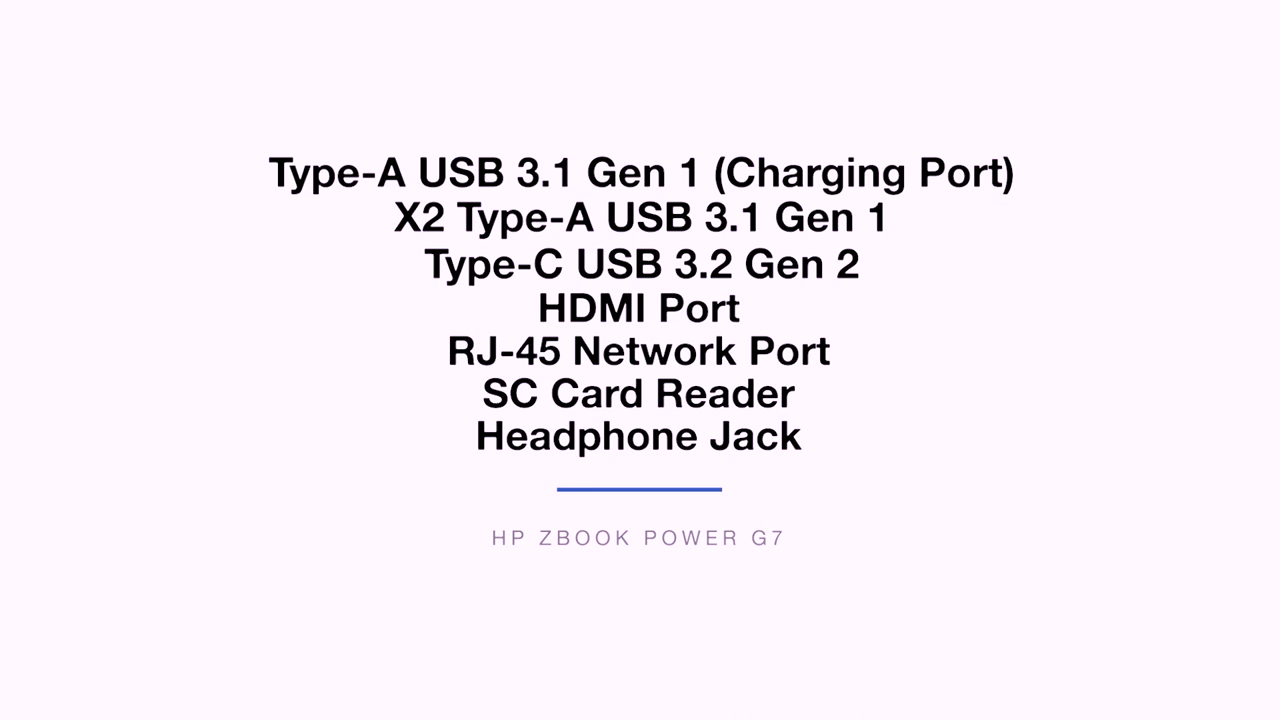 Type-A USB 3.1 Gen 1 (Charging Port)
X2 Type-A USB 3.1 Gen 1
Type-C USB 3.2 Gen 2
HDMI Port
RJ-45 Network Port
SC Card Reader
Headphone Jack
HP ZBOOK POWER G7